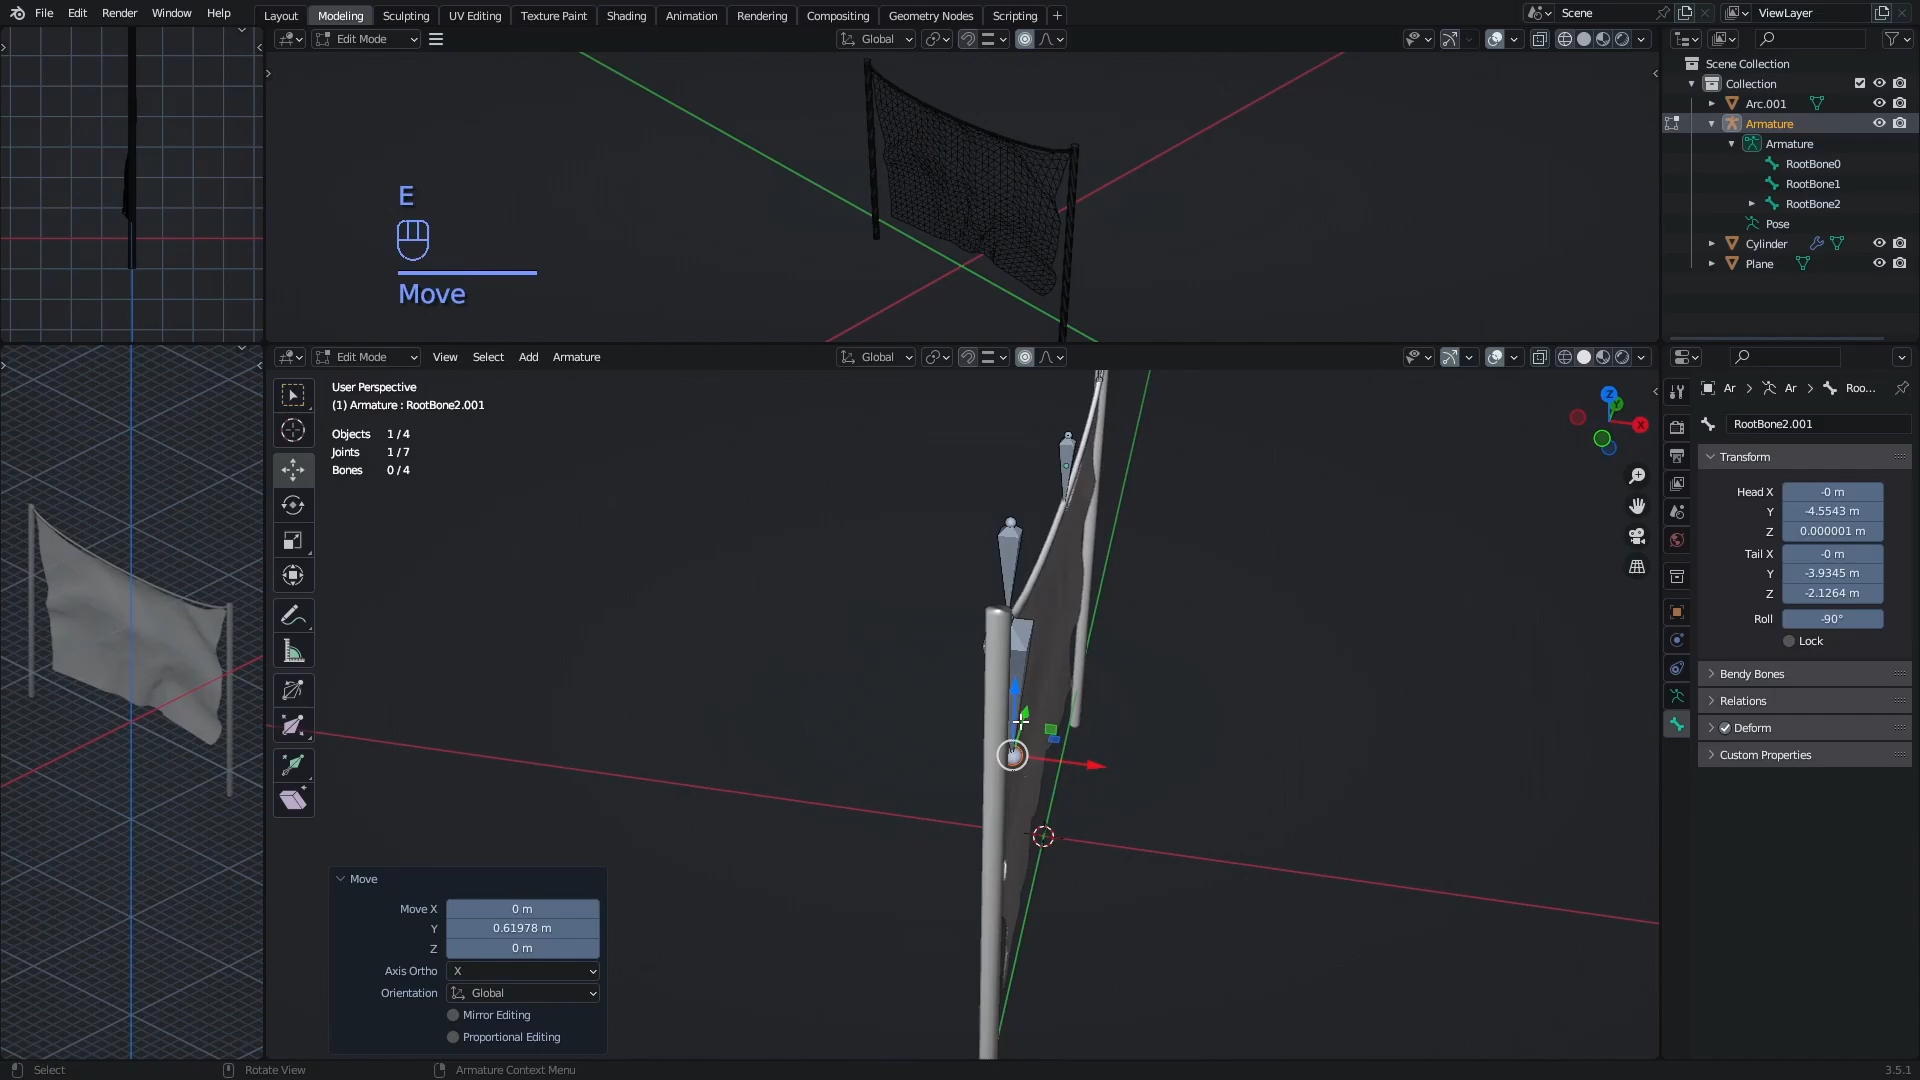 File Edit Render Window Help Layout Modeling Sculpting UV Editing Texture Paint Shading Animation Rendering Compositing Geometry Nodes Scripting + Scene ViewLayer
Edit Mode Global
Scene Collection
Collection
Arc.001
Armature
Armature
RootBone0
RootBone1
RootBone2
Pose
Cylinder
Plane
E
Move
Edit Mode View Select Add Armature Global
User Perspective
(1) Armature : RootBone2.001
Objects 1 / 4
Joints 1 / 7
Bones 0 / 4
Z
Y
X
Ar > Ar > Roo...
RootBone2.001
Transform
Head X -0 m
Y -4.5543 m
Z 0.000001 m
Tail X -0 m
Y -3.9345 m
Z -2.1264 m
Roll -90°
Lock
Bendy Bones
Relations
Deform
Custom Properties
Move
Move X 0 m
Y 0.61978 m
Z 0 m
Axis Ortho X
Orientation Global
Mirror Editing
Proportional Editing
Select Rotate View Armature Context Menu 3.5.1